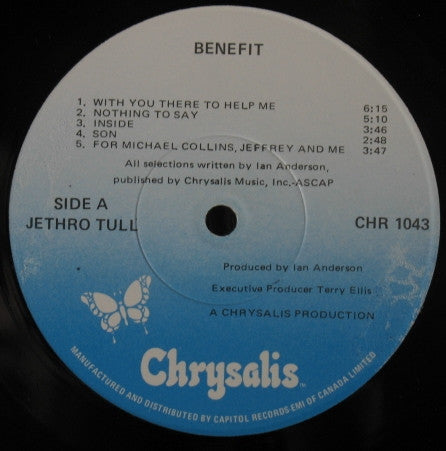 BENEFIT
1. WITH YOU THERE TO HELP ME 6:15
2. NOTHING TO SAY 5:10
3. INSIDE 3:46
4. SON 2:48
5. FOR MICHAEL COLLINS, JEFFREY AND ME 3:47
All selections written by Ian Anderson,
published by Chrysalis Music, Inc.-ASCAP
SIDE A
JETHRO TULL
CHR 1043
Produced by Ian Anderson
Executive Producer Terry Ellis
A CHRYSALIS PRODUCTION
Chrysalis TM
MANUFACTURED AND DISTRIBUTED BY CAPITOL RECORDS EMI OF CANADA LIMITED